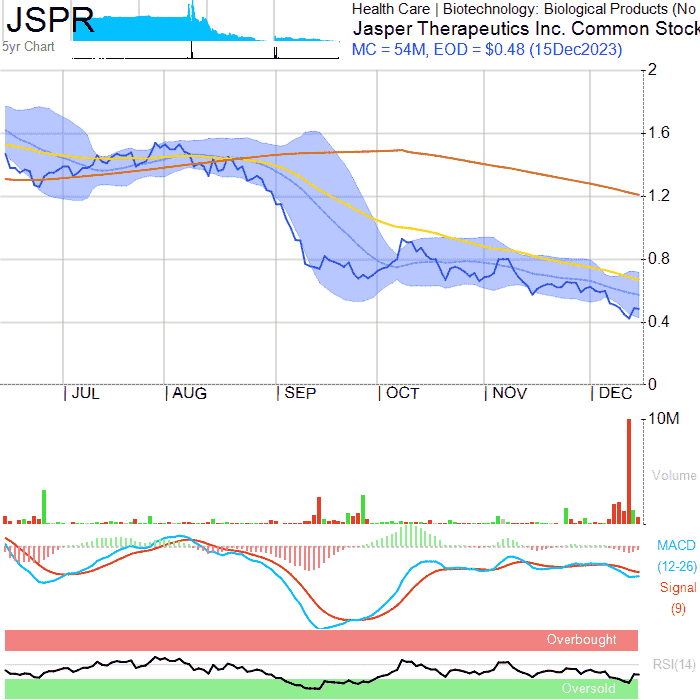 JSPR
5yr Chart
Health Care | Biotechnology: Biological Products (No
Jasper Therapeutics Inc. Common Stock
MC = 54M, EOD = $0.48 (15Dec2023)
2
1.6
1.2
0.8
0.4
0
JUL
AUG
SEP
OCT
NOV
DEC
10M
Volume
0
MACD
(12-26)
Signal
(9)
Overbought
RSI(14)
Oversold